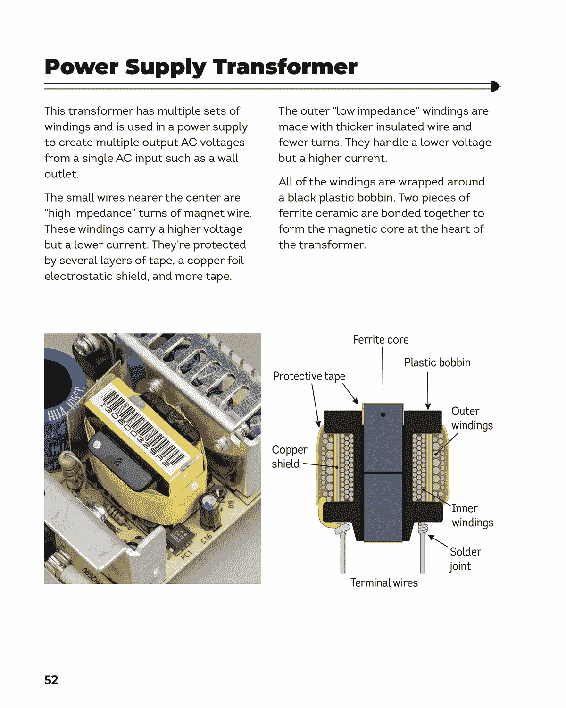 Power Supply Transformer
This transformer has multiple sets of
windings and is used in a power supply
to create multiple output AC voltages
from a single AC input such as a wall
outlet.
The small wires nearer the center are
"high impedance" turns of magnet wire.
These windings carry a higher voltage
but a lower current. They're protected
by several layers of tape, a copper foil
electrostatic shield, and more tape.
The outer "low impedance" windings are
made with thicker insulated wire and
fewer turns. They handle a lower voltage
but a higher current.
All of the windings are wrapped around
a black plastic bobbin. Two pieces of
ferrite ceramic are bonded together to
form the magnetic core at the heart of
the transformer.
Ferrite core
Plastic bobbin
Protective tape
Outer
windings
Copper
shield
Inner
windings
Solder
joint
Terminal wires
52